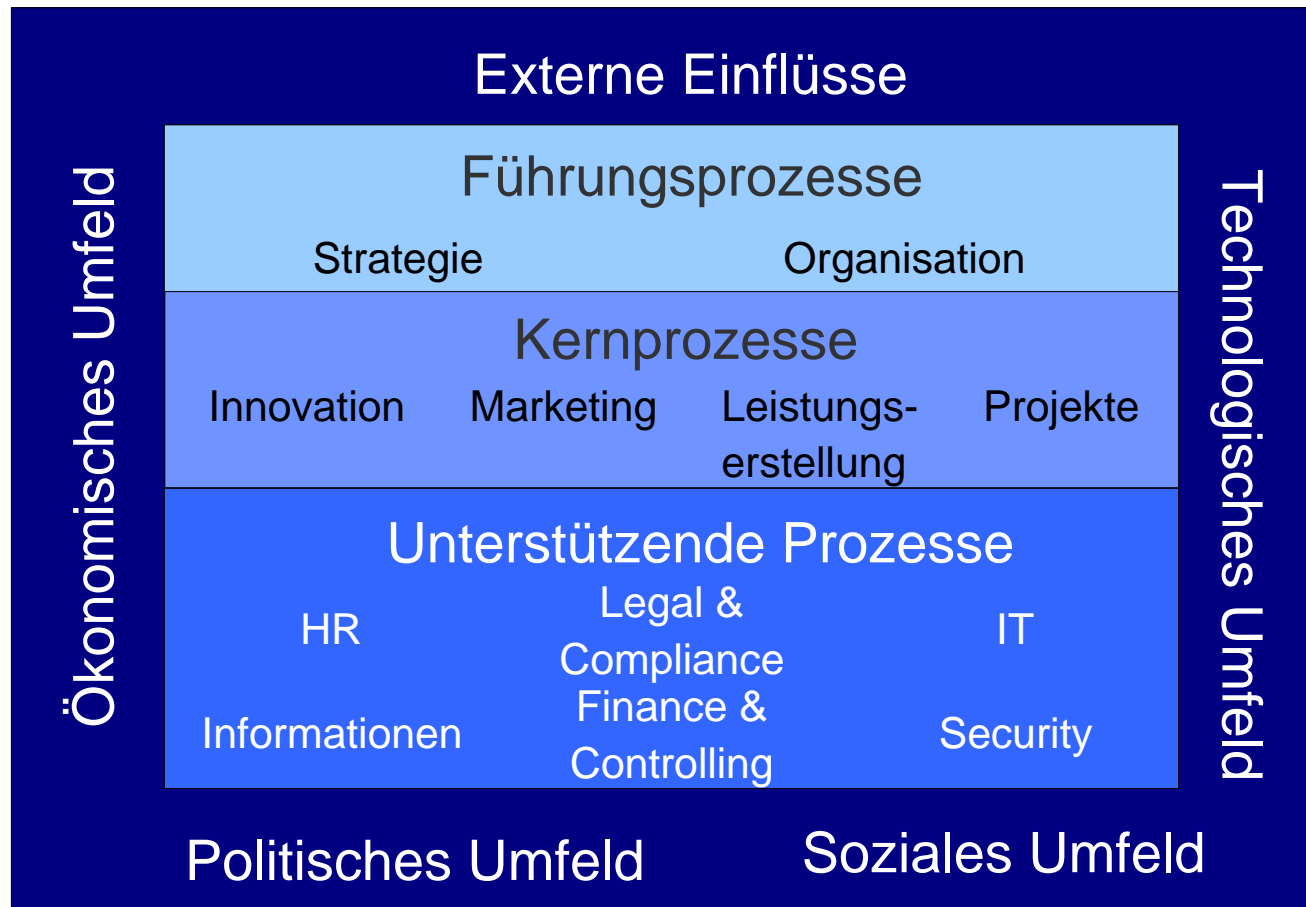 Externe Einflüsse
Ökonomisches Umfeld
Technologisches Umfeld
Führungsprozesse
Strategie Organisation
Kernprozesse
Innovation Marketing Leistungs- Projekte
erstellung
Unterstützende Prozesse
HR
Legal &
Compliance
IT
Informationen
Finance &
Controlling
Security
Politisches Umfeld
Soziales Umfeld